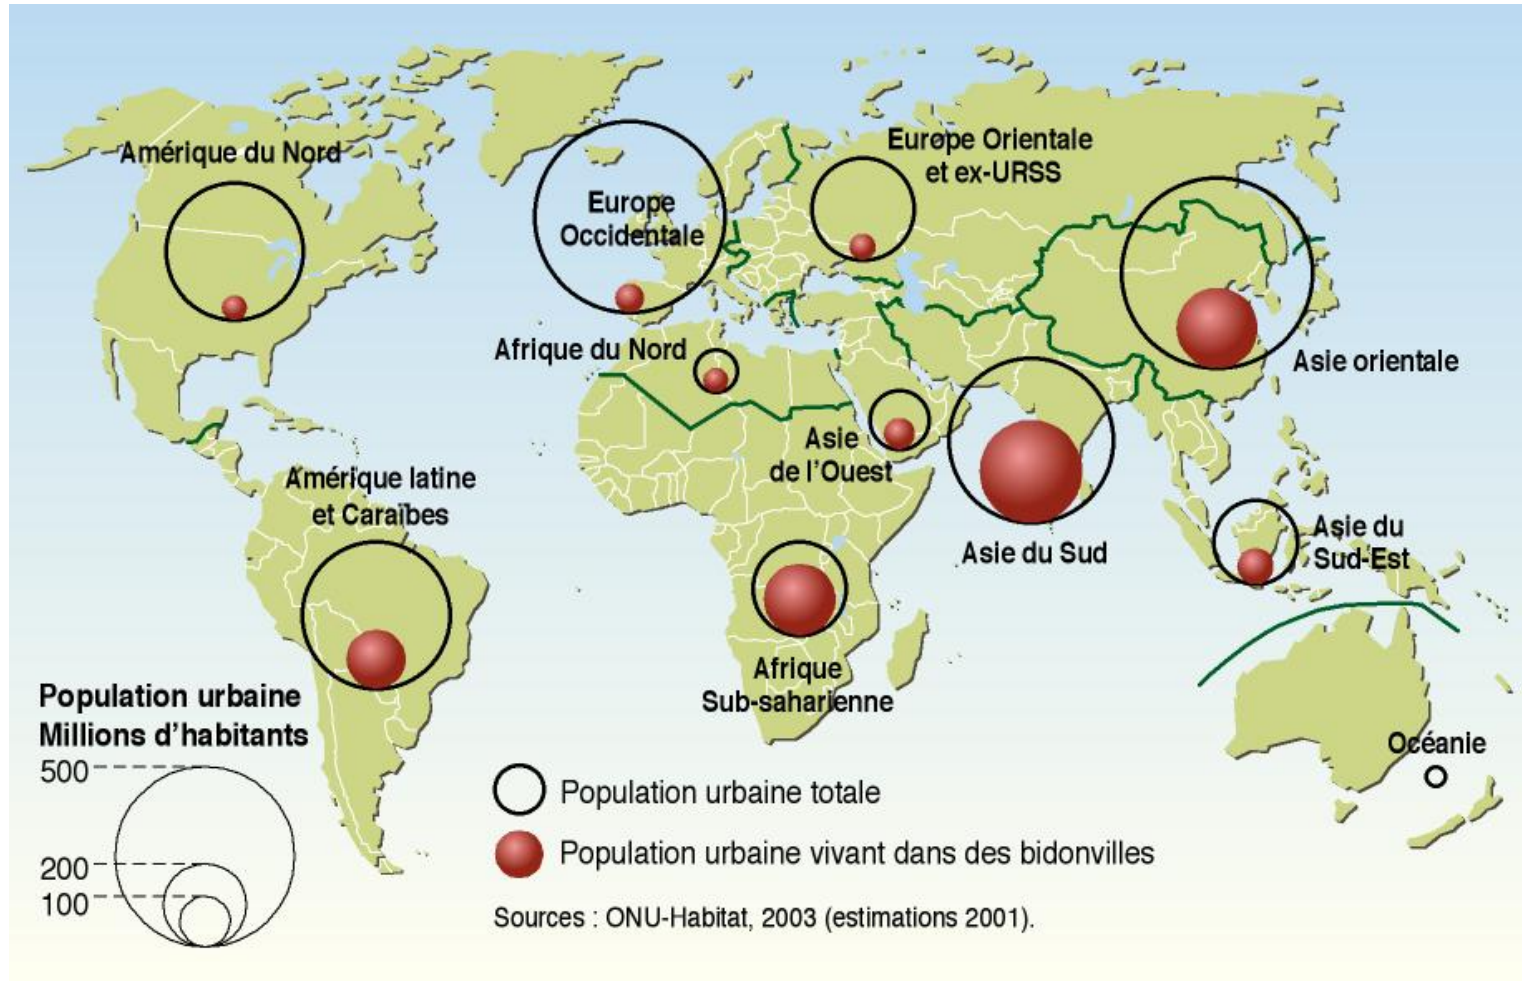 Amérique du Nord
Europe Orientale
et ex-URSS
Europe
Occidentale
Afrique du Nord
Asie orientale
Asie
de l'Ouest
Amérique latine
et Caraïbes
Asie du Sud
Asie du
Sud-Est
Afrique
Sub-saharienne
Océanie
Population urbaine
Millions d'habitants
500
200
100
Population urbaine totale
Population urbaine vivant dans des bidonvilles
Sources : ONU-Habitat, 2003 (estimations 2001).